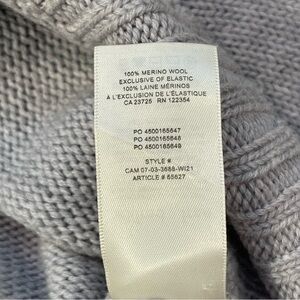 100% MERINO WOOL
EXCLUSIVE OF ELASTIC
100% LAINE MÉRINOS
À L'EXCLUSION DE L'ÉLASTIQUE
CA 23725 RN 122354
PO 4500165647
PO 4500165648
PO 4500165649
STYLE #
CAM 07-03-3688-WI21
ARTICLE # 65627